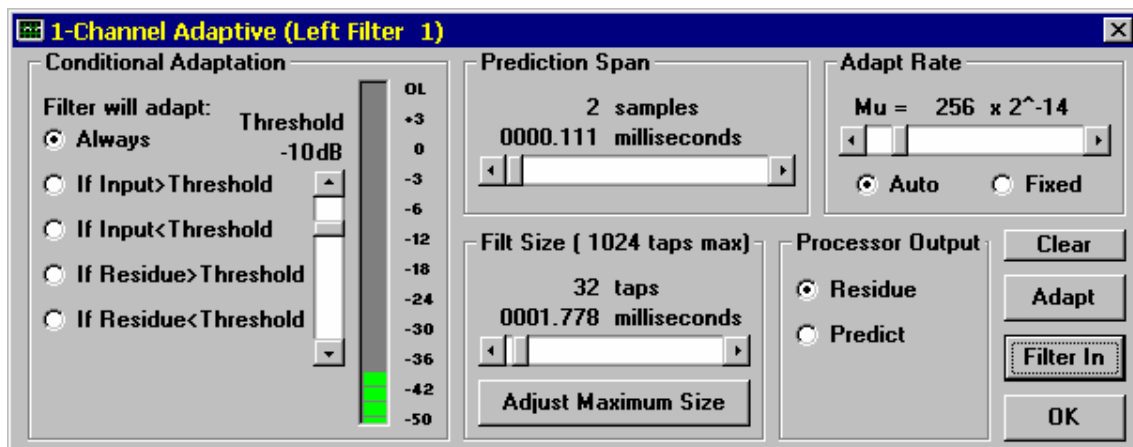 1-Channel Adaptive (Left Filter 1)
Conditional Adaptation
Filter will adapt:
Threshold
-10dB
Always
If Input>Threshold
If Input<Threshold
If Residue>Threshold
If Residue<Threshold
OL
+3
0
-3
-6
-12
-18
-24
-30
-36
-42
-50
Prediction Span
2 samples
0000.111 milliseconds
Adapt Rate
Mu = 256 x 2^-14
Auto
Fixed
Filt Size ( 1024 taps max)
32 taps
0001.778 milliseconds
Adjust Maximum Size
Processor Output
Residue
Predict
Clear
Adapt
Filter In
OK